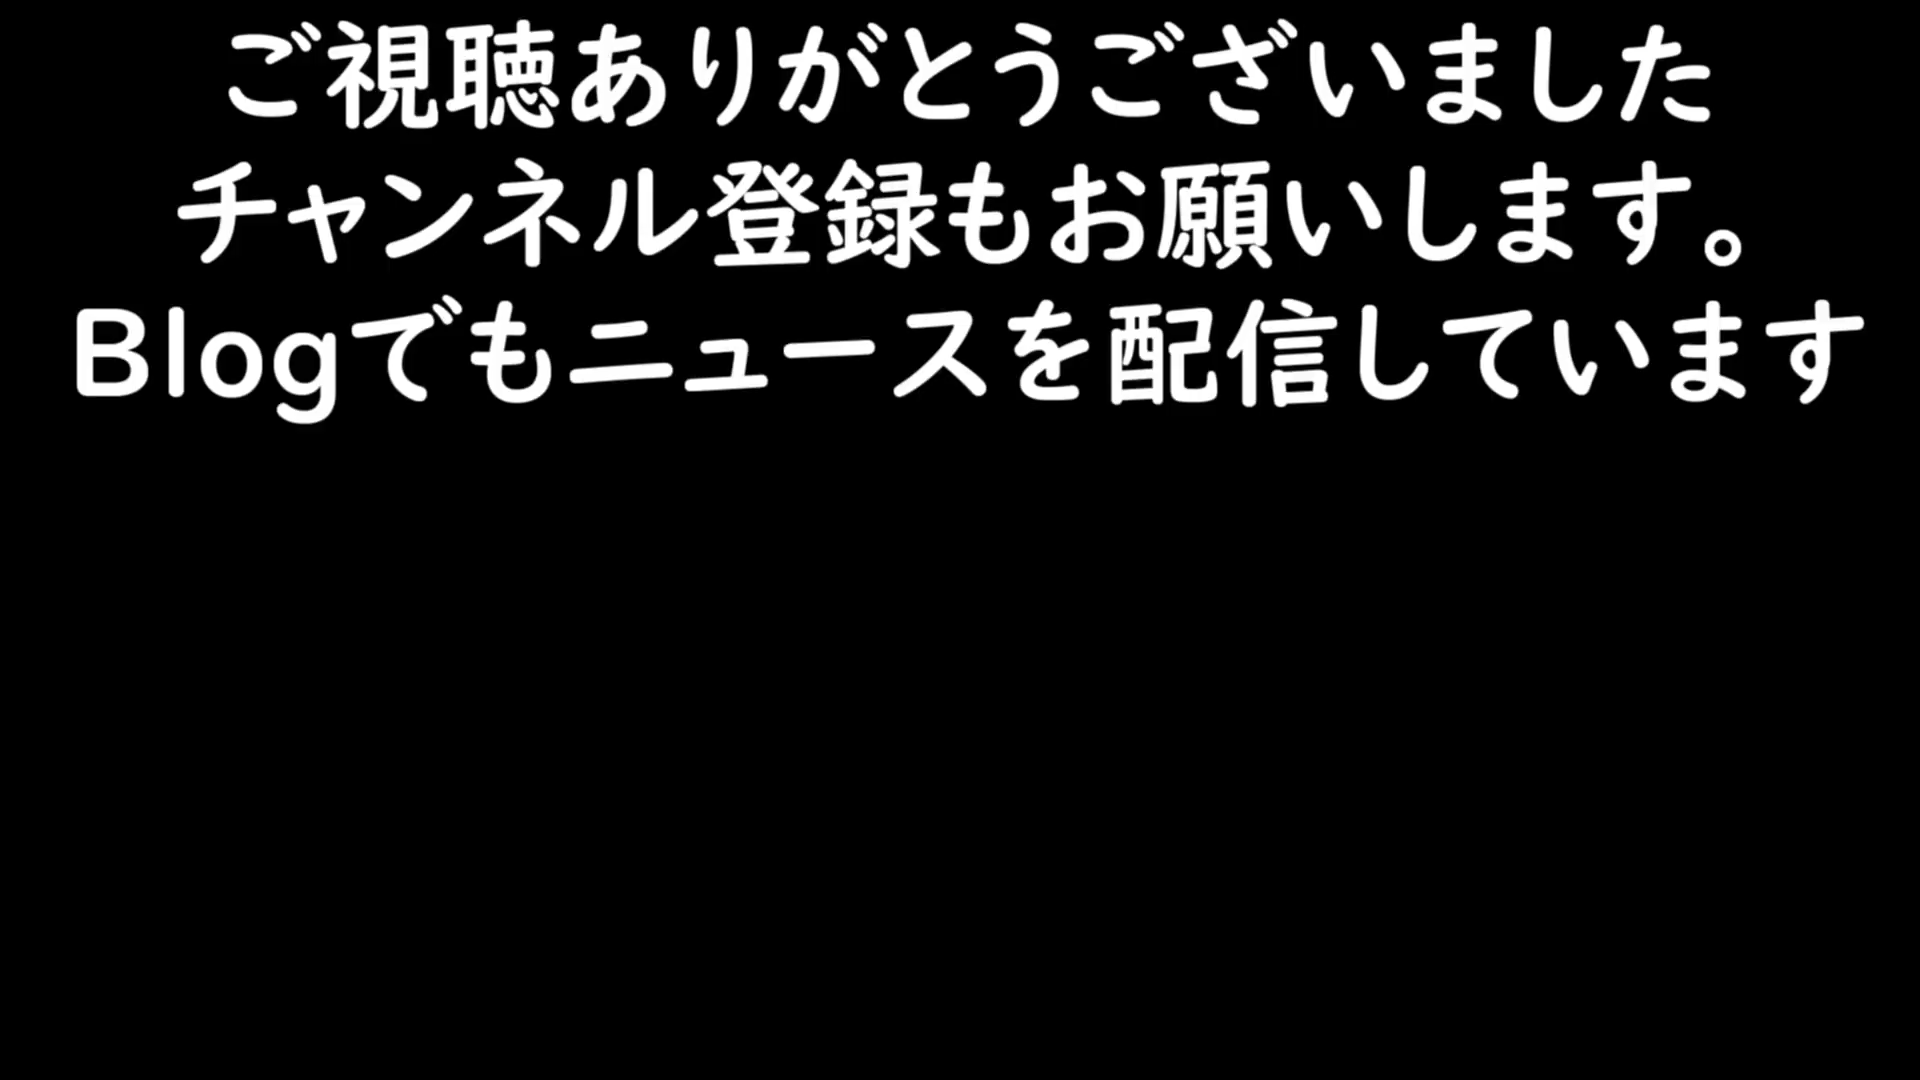 ご視聴ありがとうございました
チャンネル登録もお願いします。
Blogでもニュースを配信しています